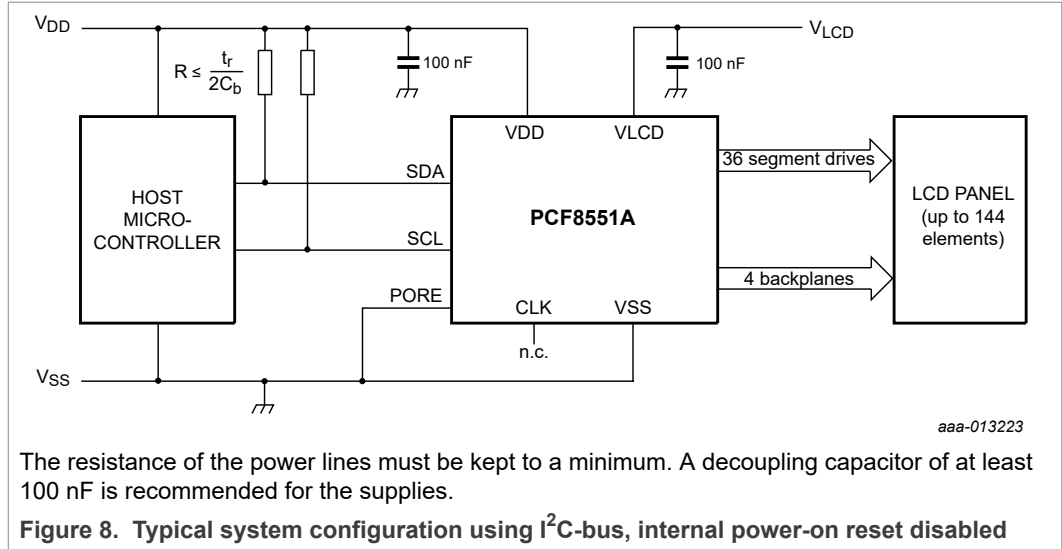 VDD
VLCD
R ≤ tr
2Cb
100 nF
100 nF
VDD
VLCD
36 segment drives
SDA
HOST
MICRO-
CONTROLLER
PCF8551A
LCD PANEL
(up to 144
elements)
SCL
4 backplanes
PORE
CLK
VSS
n.c.
VSS
aaa-013223
The resistance of the power lines must be kept to a minimum. A decoupling capacitor of at least
100 nF is recommended for the supplies.
Figure 8. Typical system configuration using I²C-bus, internal power-on reset disabled